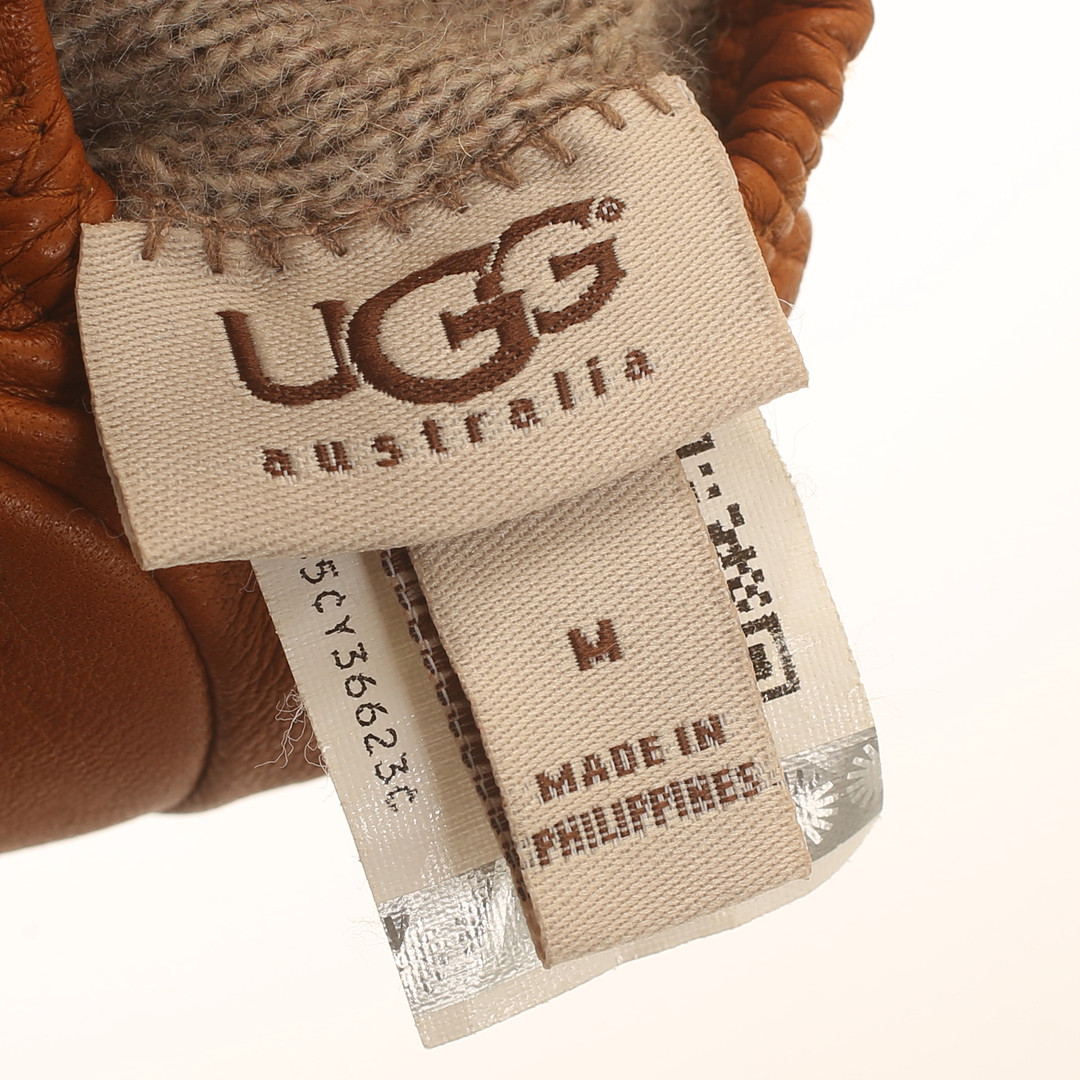 UGG®
australia
M
MADE IN
PHILIPPINES
5CY36623C